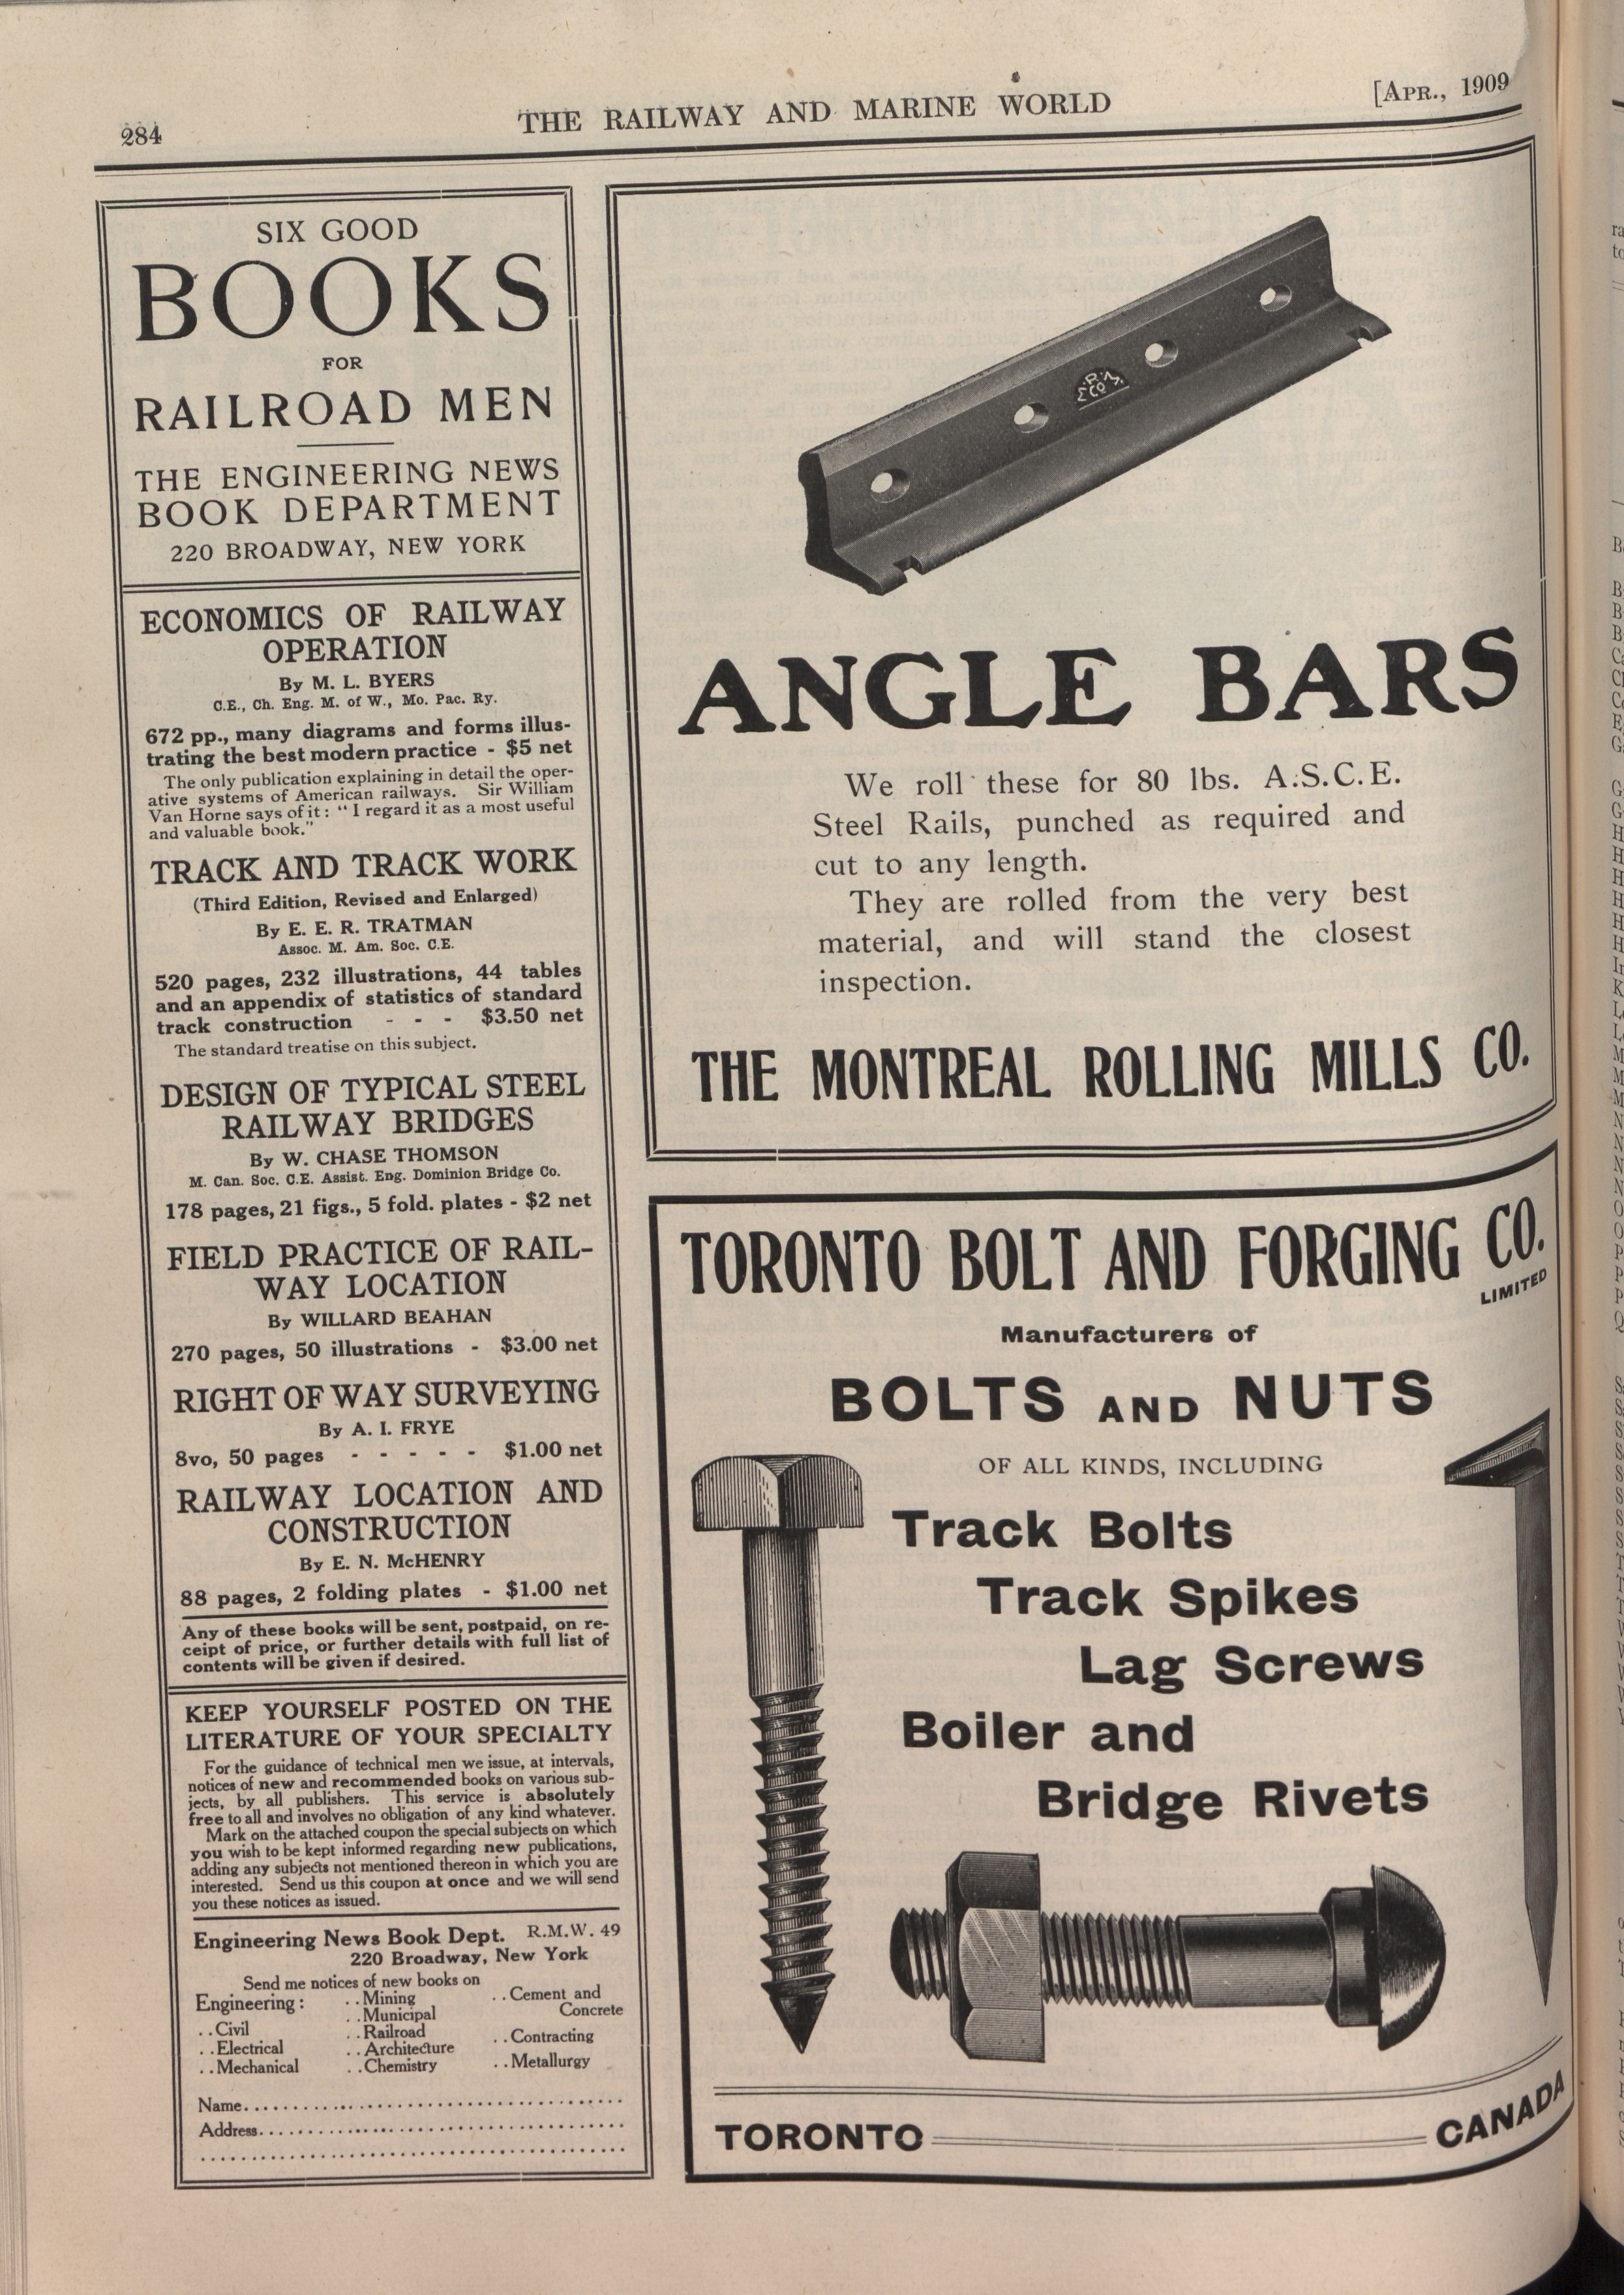 284
THE RAILWAY AND MARINE WORLD
[APR., 1909
SIX GOOD
BOOKS
FOR
RAILROAD MEN
THE ENGINEERING NEWS
BOOK DEPARTMENT
220 BROADWAY, NEW YORK
ECONOMICS OF RAILWAY
OPERATION
By M. L. BYERS
C.E., Ch. Eng. M. of W., Mo. Pac. Ry.
672 pp., many diagrams and forms illus-
trating the best modern practice - $5 net
The only publication explaining in detail the oper-
ative systems of American railways. Sir William
Van Horne says of it: "I regard it as a most useful
and valuable book."
TRACK AND TRACK WORK
(Third Edition, Revised and Enlarged)
By E. E. R. TRATMAN
Assoc. M. Am. Soc. C.E.
520 pages, 232 illustrations, 44 tables
and an appendix of statistics of standard
track construction - - - $3.50 net
The standard treatise on this subject.
DESIGN OF TYPICAL STEEL
RAILWAY BRIDGES
By W. CHASE THOMSON
M. Can. Soc. C.E. Assist. Eng. Dominion Bridge Co.
178 pages, 21 figs., 5 fold. plates - $2 net
FIELD PRACTICE OF RAIL-
WAY LOCATION
By WILLARD BEAHAN
270 pages, 50 illustrations - $3.00 net
RIGHT OF WAY SURVEYING
By A. I. FRYE
8vo, 50 pages - - - - - $1.00 net
RAILWAY LOCATION AND
CONSTRUCTION
By E. N. McHENRY
88 pages, 2 folding plates - $1.00 net
Any of these books will be sent, postpaid, on re-
ceipt of price, or further details with full list of
contents will be given if desired.
KEEP YOURSELF POSTED ON THE
LITERATURE OF YOUR SPECIALTY
For the guidance of technical men we issue, at intervals,
notices of new and recommended books on various sub-
jects, by all publishers. This service is absolutely
free to all and involves no obligation of any kind whatever.
Mark on the attached coupon the special subjects on which
you wish to be kept informed regarding new publications,
adding any subjects not mentioned thereon in which you are
interested. Send us this coupon at once and we will send
you these notices as issued.
Engineering News Book Dept. R.M.W. 49
220 Broadway, New York
Send me notices of new books on
Engineering:
..Civil
..Electrical
..Mechanical
..Mining
..Municipal
..Railroad
..Architecture
..Chemistry
..Cement and
Concrete
..Contracting
..Metallurgy
Name........................................
Address........................................
........................................
M.R.M. CO
ANGLE BARS
We roll these for 80 lbs. A.S.C.E.
Steel Rails, punched as required and
cut to any length.
They are rolled from the very best
material, and will stand the closest
inspection.
THE MONTREAL ROLLING MILLS CO.
TORONTO BOLT AND FORGING CO.
LIMITED
Manufacturers of
BOLTS AND NUTS
OF ALL KINDS, INCLUDING
Track Bolts
Track Spikes
Lag Screws
Boiler and
Bridge Rivets
TORONTO
CANADA